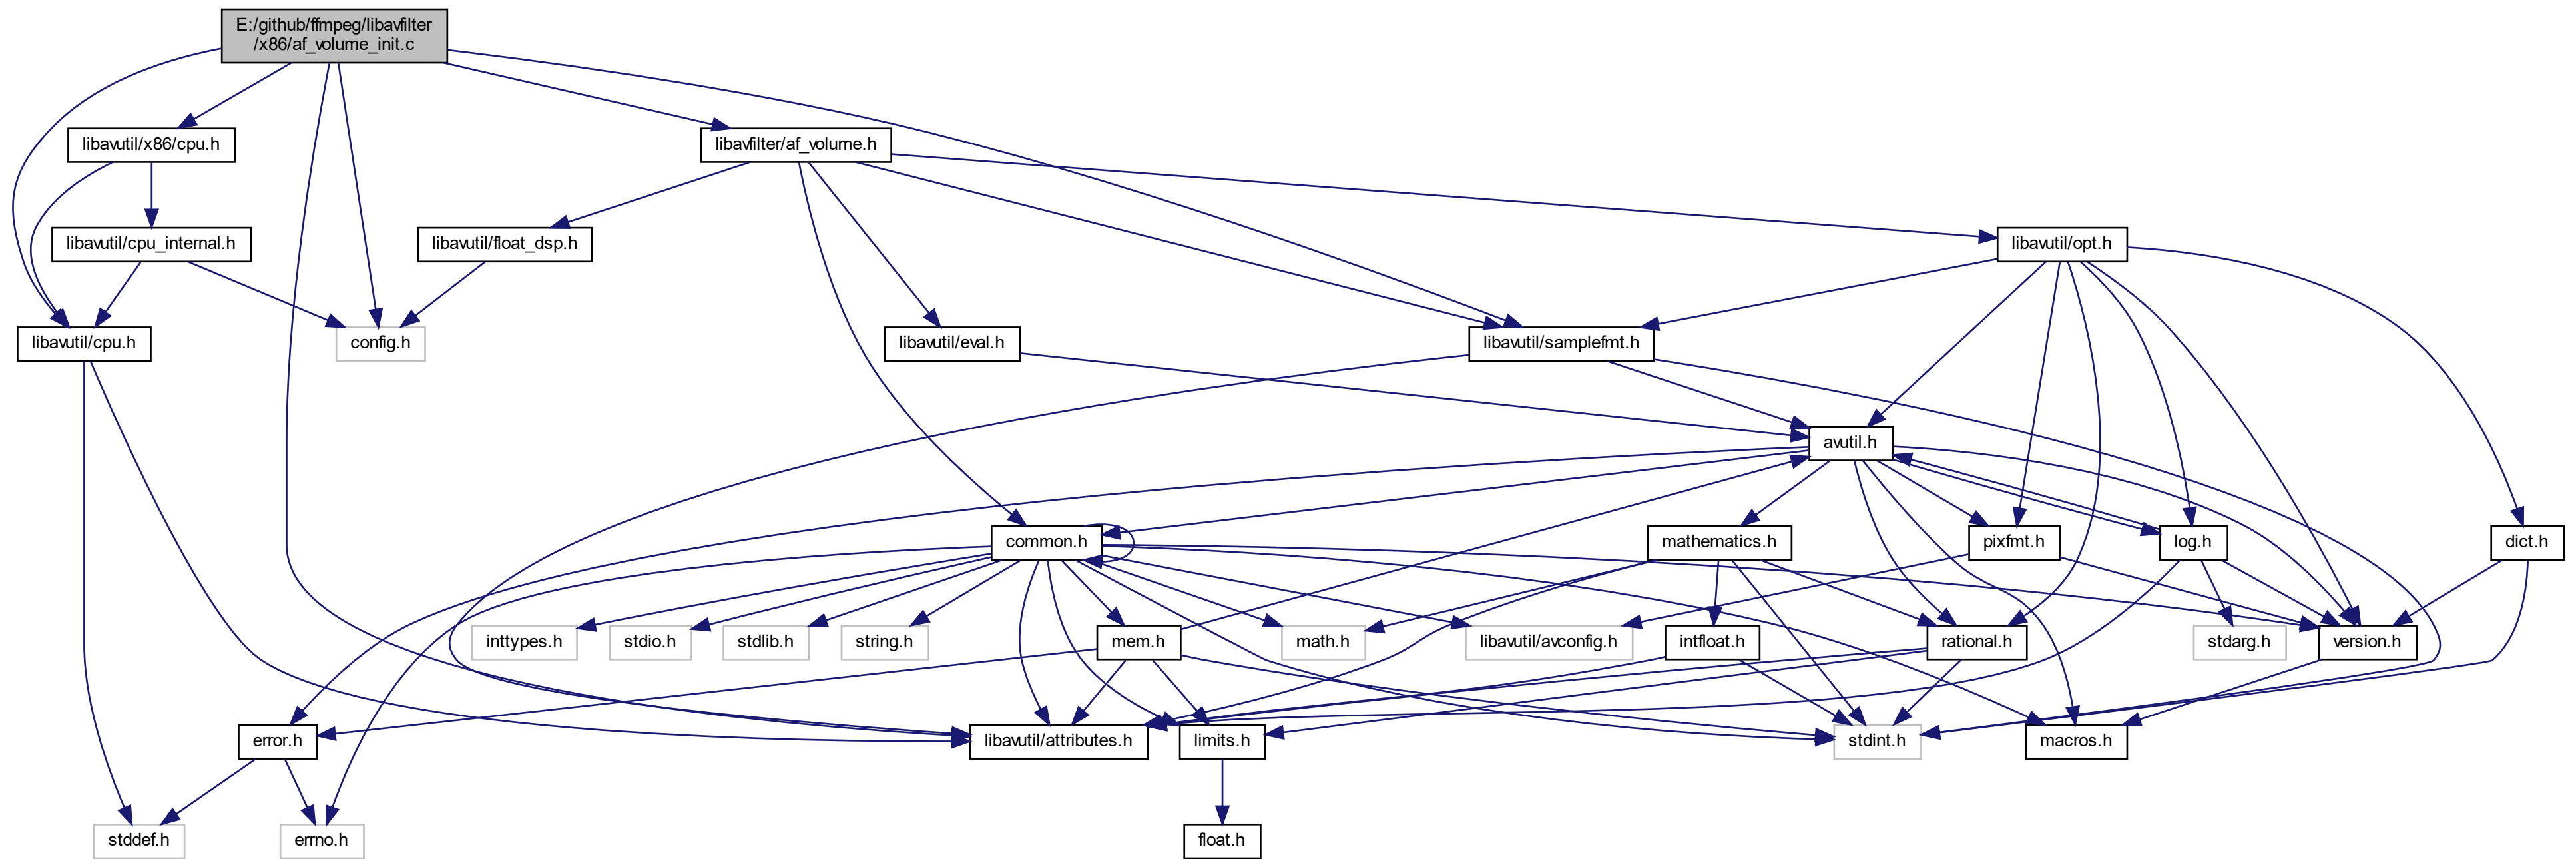 E:/github/ffmpeg/libavfilter
/x86/af_volume_init.c
libavutil/x86/cpu.h
libavfilter/af_volume.h
libavutil/cpu_internal.h
libavutil/float_dsp.h
libavutil/opt.h
libavutil/cpu.h
config.h
libavutil/eval.h
libavutil/samplefmt.h
avutil.h
common.h
mathematics.h
pixfmt.h
log.h
dict.h
inttypes.h
stdio.h
stdlib.h
string.h
mem.h
math.h
libavutil/avconfig.h
intfloat.h
rational.h
stdarg.h
version.h
error.h
libavutil/attributes.h
limits.h
stdint.h
macros.h
stddef.h
errno.h
float.h